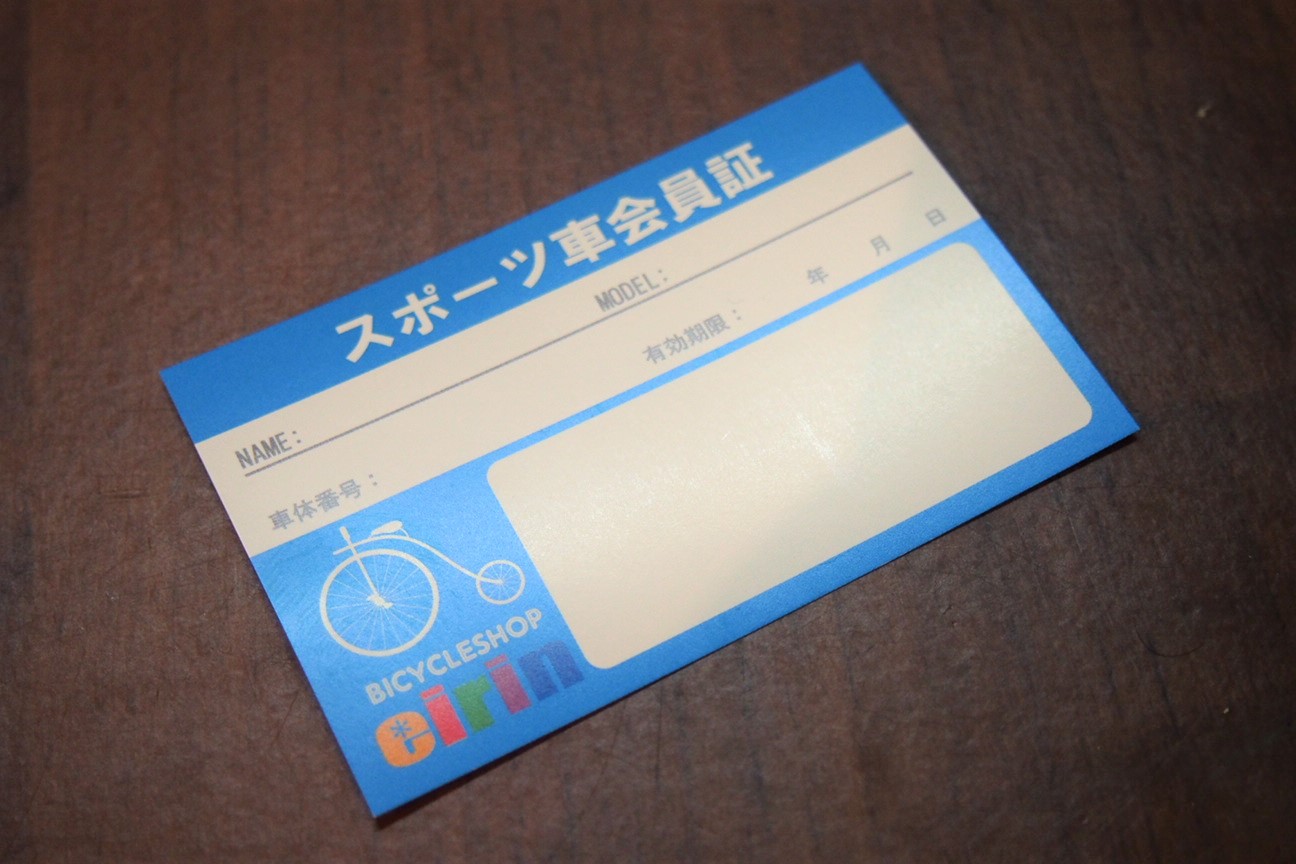 スポーツ車会員証
NAME: MODEL:
車体番号: 有効期限: 年 月 日
BICYCLESHOP
eirin